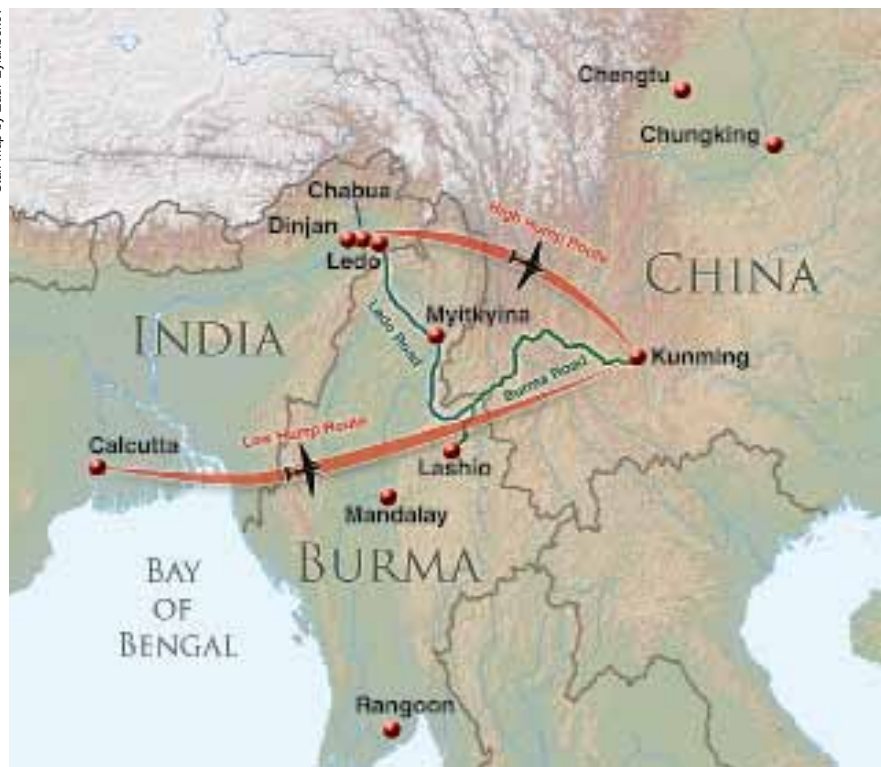 Chengtu
Chungking
Chabua
Dinjan
Ledo
High Hump Route
CHINA
INDIA
Ledo Road
Myitkyina
Kunming
Burma Road
Low Hump Route
Calcutta
Lashio
Mandalay
BURMA
BAY
OF
BENGAL
Rangoon